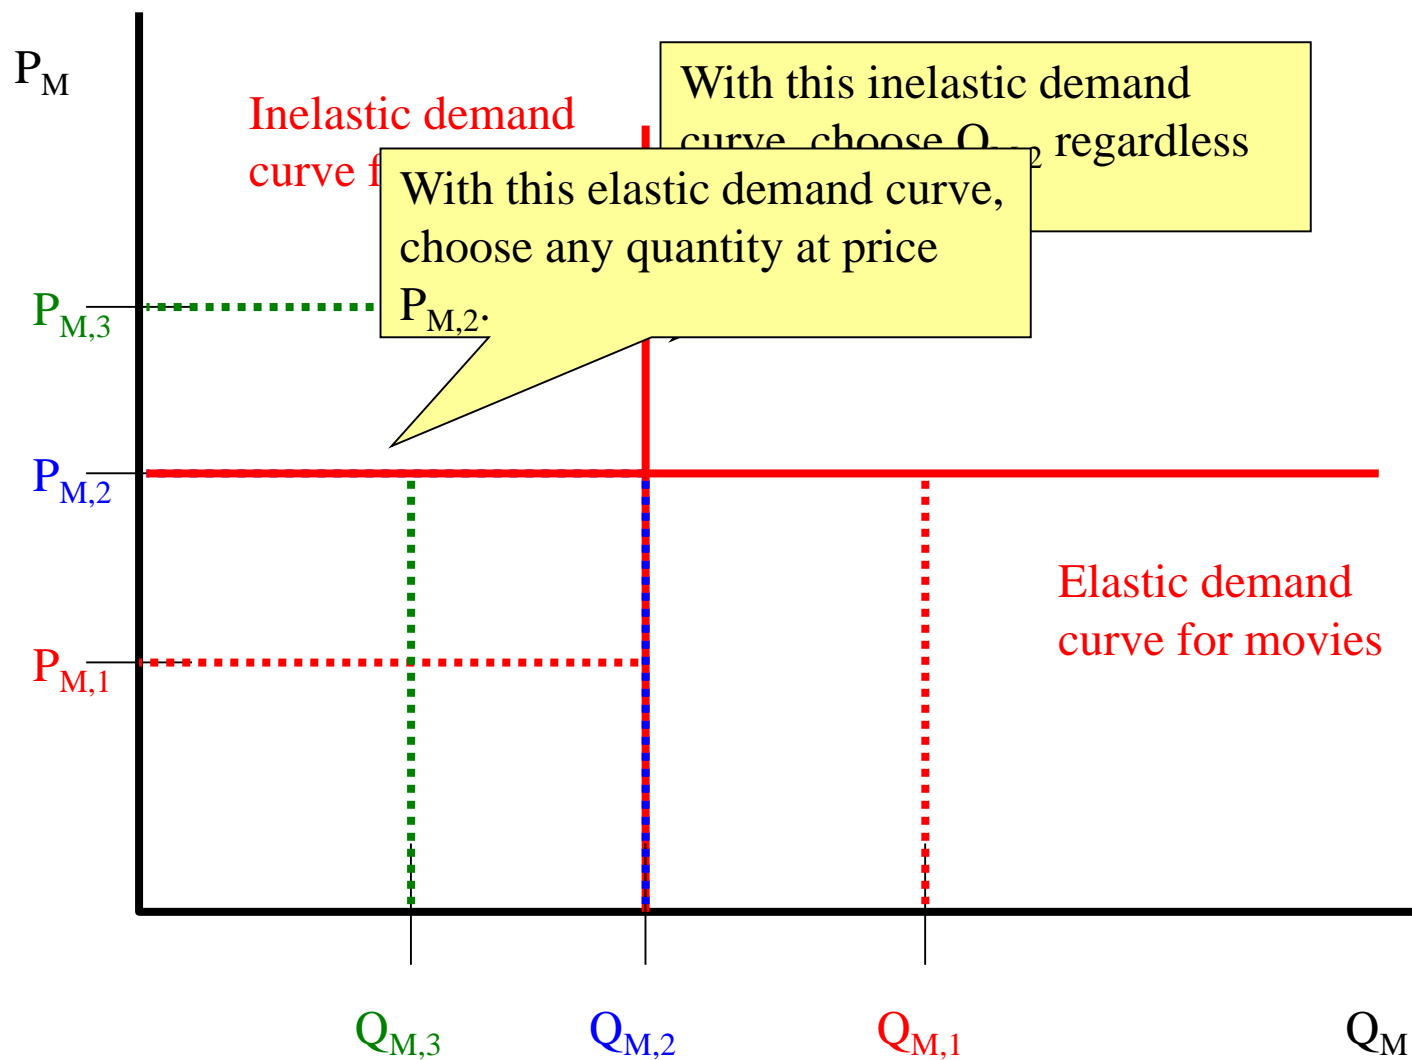 P_M
Inelastic demand
curve
With this inelastic demand
curve, choose Q regardless
With this elastic demand curve,
choose any quantity at price
P_M,2.
P_M,3
P_M,2
P_M,1
Elastic demand
curve for movies
Q_M,3
Q_M,2
Q_M,1
Q_M